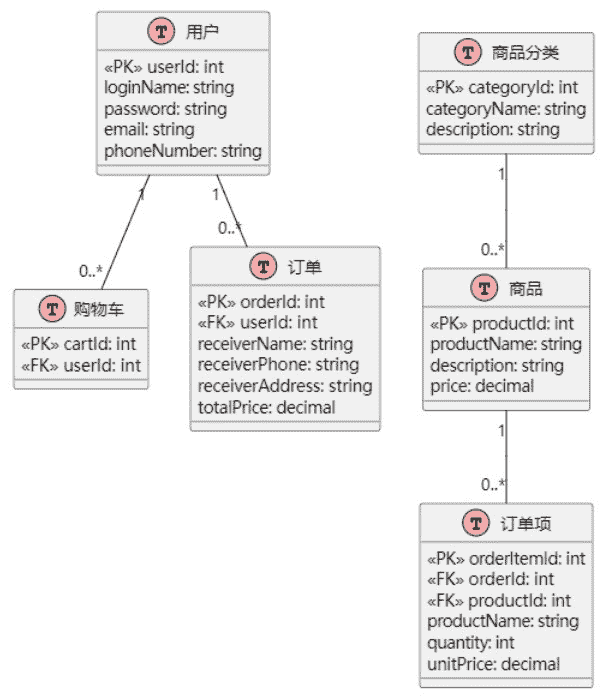 T 用户
«PK» userId: int
loginName: string
password: string
email: string
phoneNumber: string
1
1
0..*
0..*
T 购物车
«PK» cartId: int
«FK» userId: int
T 订单
«PK» orderId: int
«FK» userId: int
receiverName: string
receiverPhone: string
receiverAddress: string
totalPrice: decimal
T 商品分类
«PK» categoryId: int
categoryName: string
description: string
1
0..*
T 商品
«PK» productId: int
productName: string
description: string
price: decimal
1
0..*
T 订单项
«PK» orderItemId: int
«FK» orderId: int
«FK» productId: int
productName: string
quantity: int
unitPrice: decimal